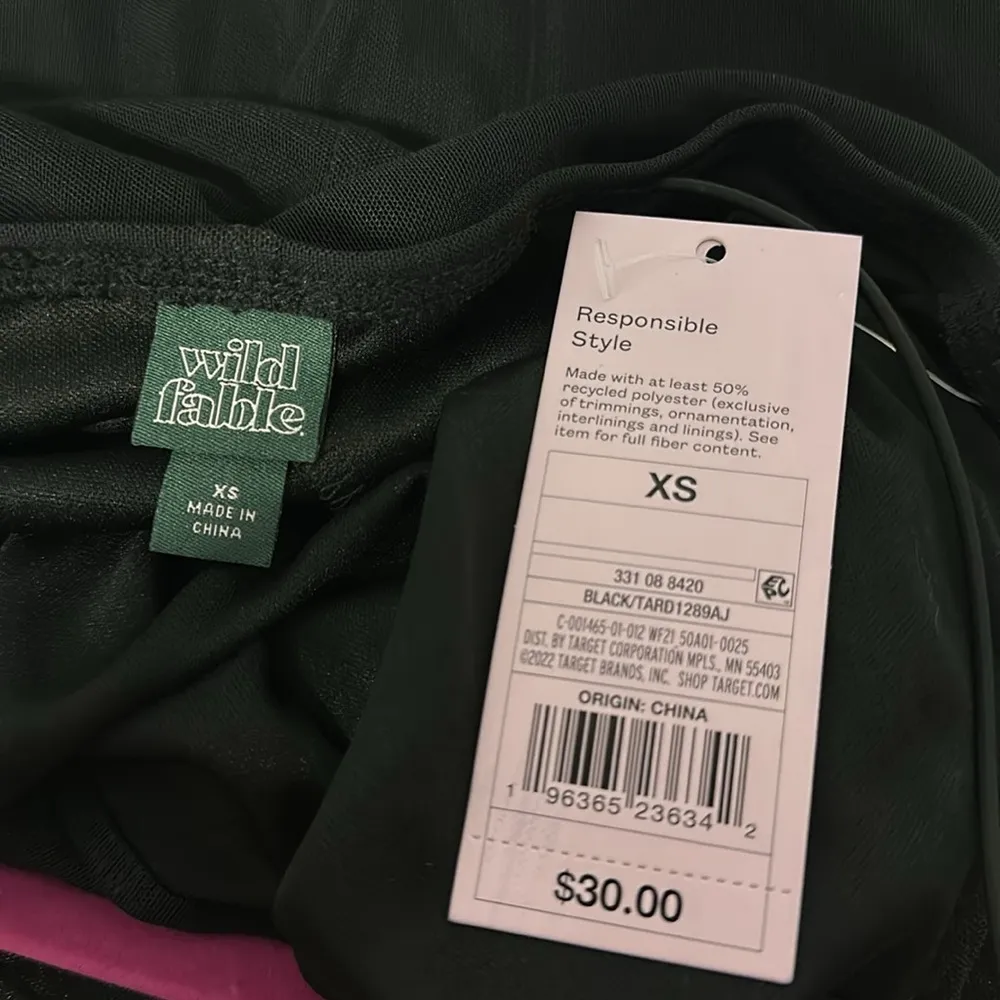 wild
fable.
XS
MADE IN
CHINA
Responsible
Style
Made with at least 50%
recycled polyester (exclusive
of trimmings, ornamentation,
interlinings and linings). See
item for full fiber content.
XS
331 08 8420
BLACK/TARD1289AJ
C-001465-01-012 WF21_50A01-0025
DIST. BY TARGET CORPORATION MPLS., MN 55403
©2022 TARGET BRANDS, INC. SHOP TARGET.COM
ORIGIN: CHINA
1 96365 23634 2
$30.00